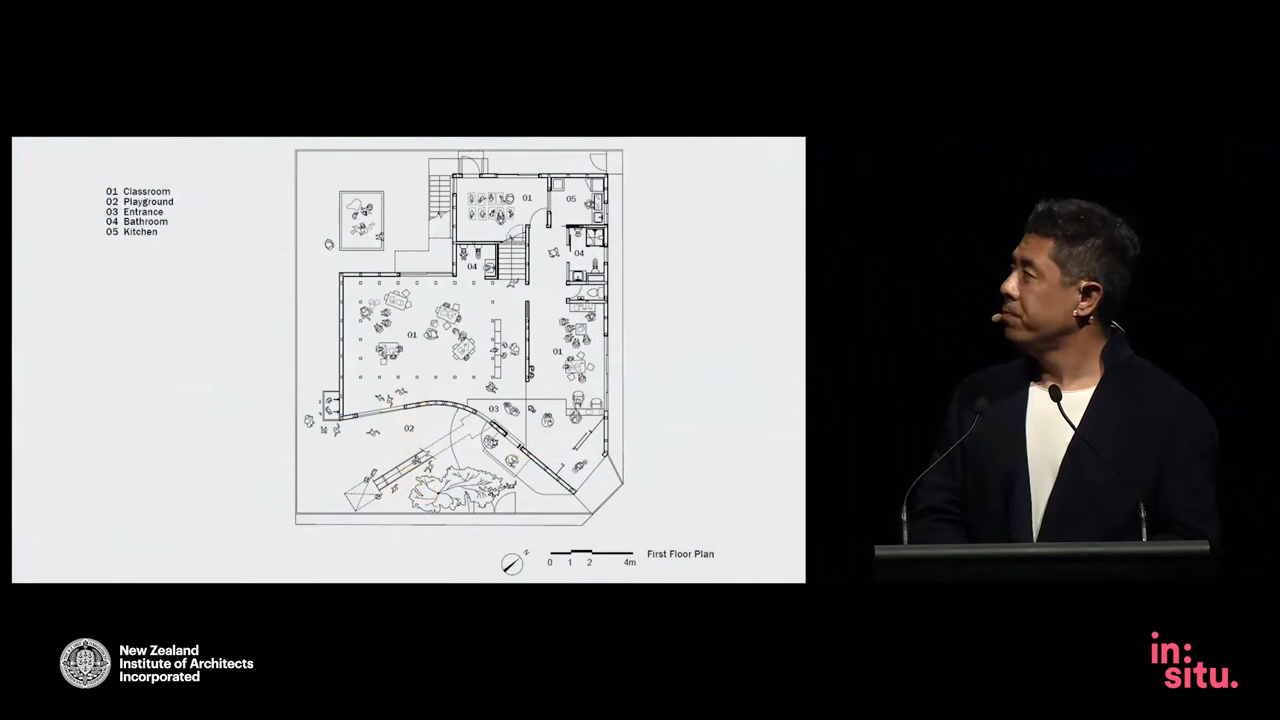 01 Classroom
02 Playground
03 Entrance
04 Bathroom
05 Kitchen
01
05
04
04
01
01
03
02
N
0 1 2 4m
First Floor Plan
New Zealand
Institute of Architects
Incorporated
in:
situ.